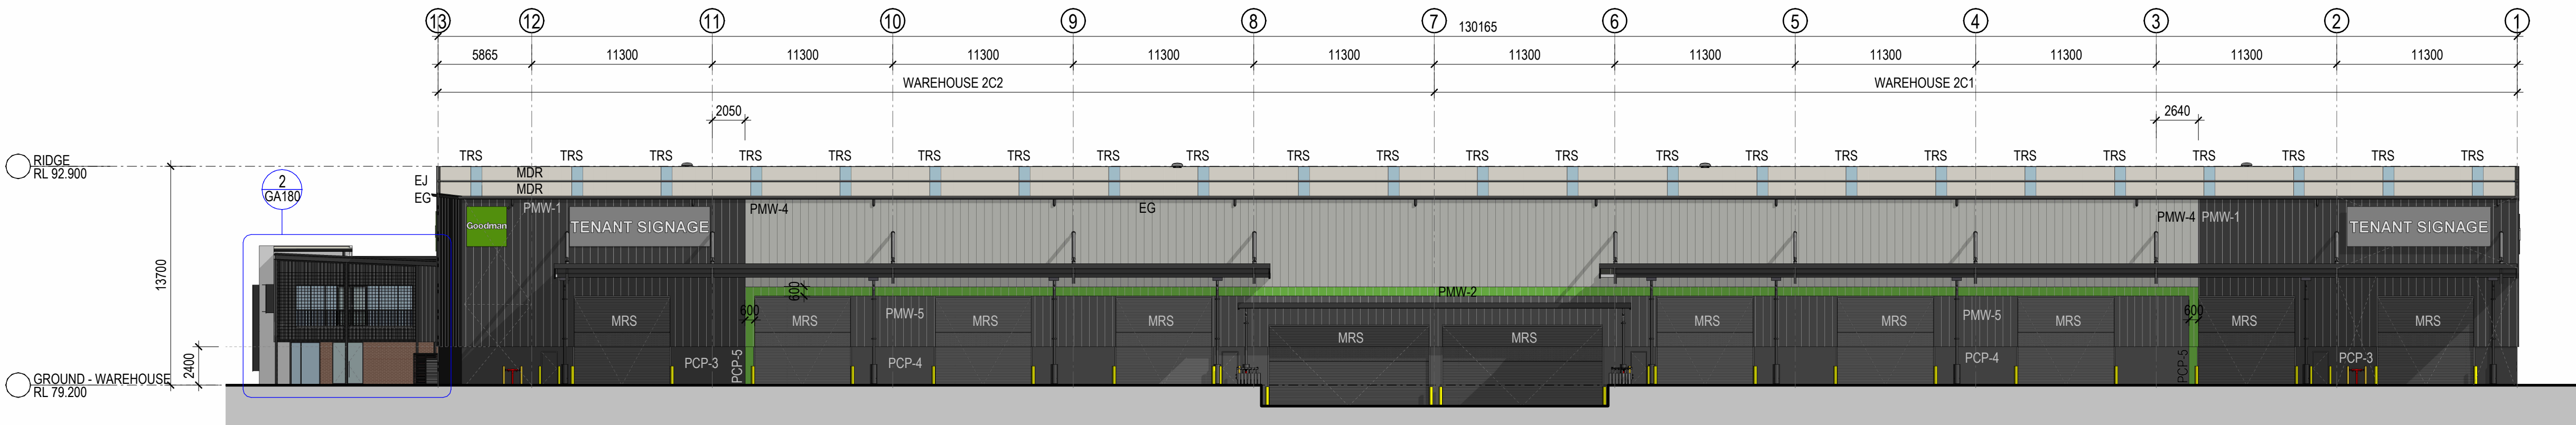 13 12 11 10 9 8 7 6 5 4 3 2 1
130165
5865 11300 11300 11300 11300 11300 11300 11300 11300 11300 11300 11300
WAREHOUSE 2C2 WAREHOUSE 2C1
2050 2640
TRS TRS TRS TRS TRS TRS TRS TRS TRS TRS TRS TRS TRS TRS TRS TRS TRS TRS TRS TRS TRS TRS TRS
RIDGE
RL 92.900
2
GA180
EJ MDR
MDR
EG
PMW-1 PMW-4 EG PMW-4 PMW-1
Goodman TENANT SIGNAGE TENANT SIGNAGE
13700
600 PMW-2
600 PMW-5 PMW-5 600
MRS MRS MRS MRS MRS MRS MRS MRS MRS
MRS MRS
2400
PCP-3 PCP-5 PCP-4 PCP-4 PCP-5 PCP-3
GROUND - WAREHOUSE
RL 79.200